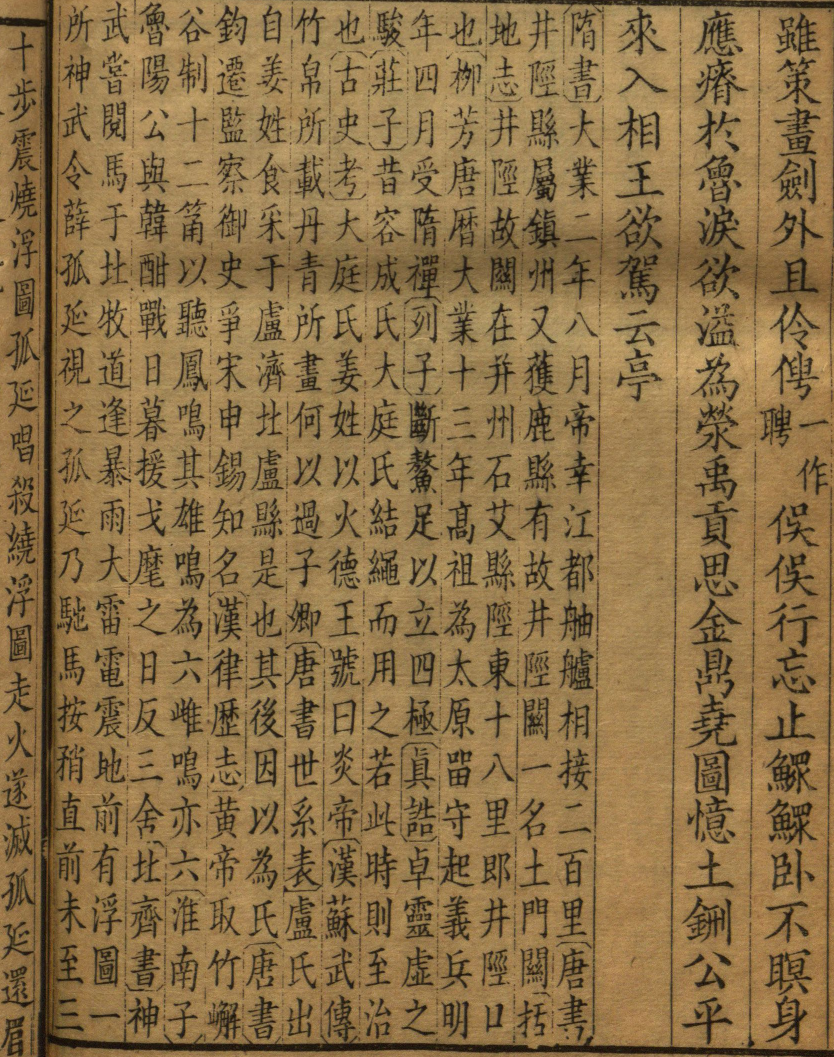 雖策畫劍外且伶俜一作聘俁俁行忘止鰥鰥卧不瞑身
應瘠於魯淚欲溢為滎禹貢思金鼎堯圖憶土鉶公平
來入相王欲駕云亭
隋書大業二年八月帝幸江都舳艫相接二百里唐書
井陘縣屬鎮州又獲鹿縣有故井陘關一名土門關括
地志井陘故關在并州石艾縣陘東十八里即井陘口
也柳芳唐曆大業十三年高祖為太原畱守起義兵明
年四月受隋禪列子斷鰲足以立四極真誥卓靈虛之
駿莊子昔容成氏大庭氏結繩而用之若此時則至治
也古史考大庭氏姜姓以火德王號曰炎帝漢蘇武傳
竹帛所載丹青所畫何以過子卿唐書世系表盧氏出
自姜姓食采于盧濟北盧縣是也其後因以為氏唐書
鈞遷監察御史爭宋申錫知名漢律歷志黃帝取竹嶰
谷制十二筩以聽鳳鳴其雄鳴為六雌鳴亦六淮南子
魯陽公與韓酣戰日暮援戈麾之日反三舍北齊書神
武嘗閱馬于北牧道逢暴雨大雷電震地前有浮圖一
所神武令薛孤延視之孤延乃馳馬按矟直前未至三
十步震燒浮圖孤延唱殺繞浮圖走火遂滅孤延還眉